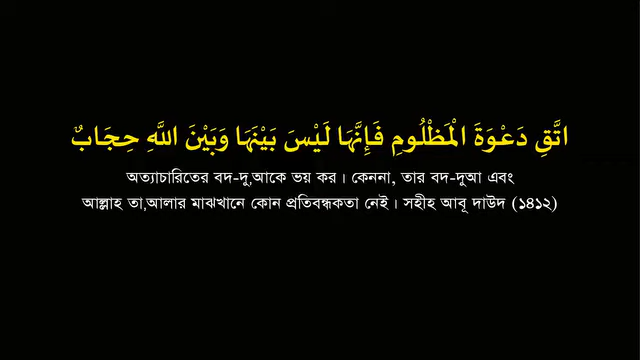 اتَّقِ دَعْوَةَ الْمَظْلُومِ فَإِنَّهَا لَيْسَ بَيْنَهَا وَبَيْنَ اللَّهِ حِجَابٌ
অত্যাচারিতের বদ-দু,আকে ভয় কর। কেননা, তার বদ-দুআ এবং
আল্লাহ তা,আলার মাঝখানে কোন প্রতিবন্ধকতা নেই। সহীহ আবূ দাউদ (১৪১২)